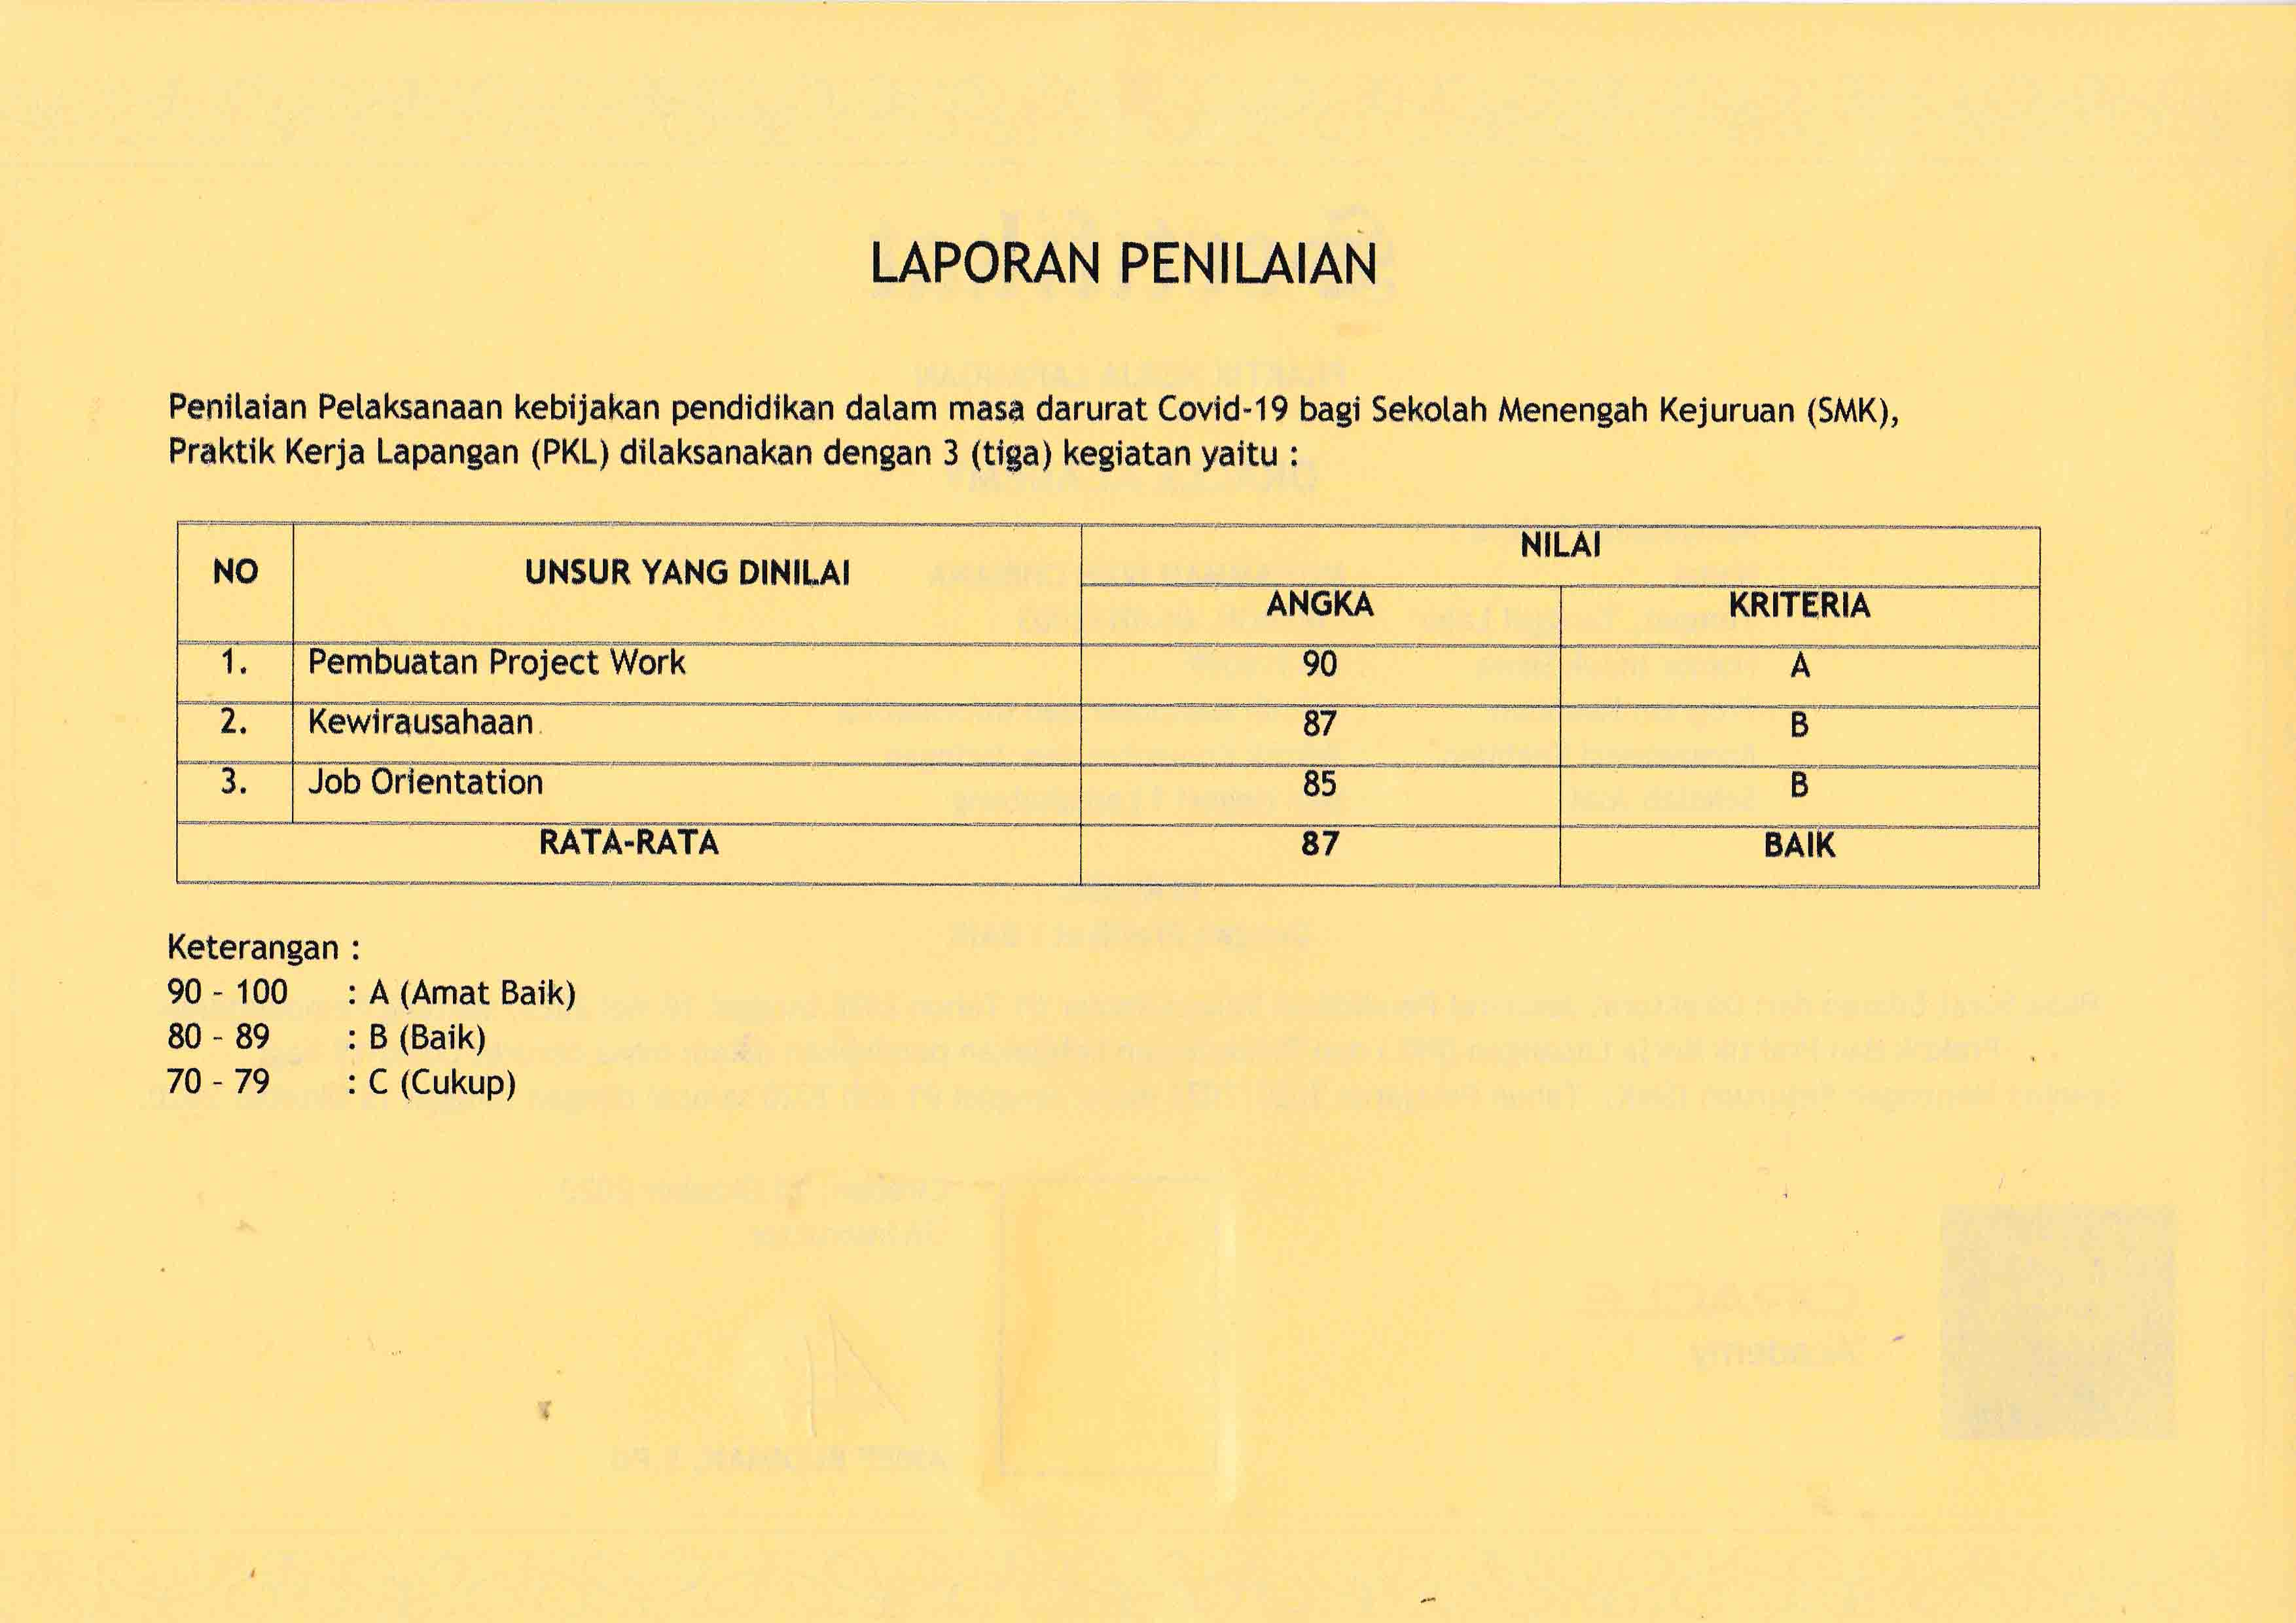 LAPORAN PENILAIAN
Penilaian Pelaksanaan kebijakan pendidikan dalam masa darurat Covid-19 bagi Sekolah Menengah Kejuruan (SMK),
Praktik Kerja Lapangan (PKL) dilaksanakan dengan 3 (tiga) kegiatan yaitu :
NO UNSUR YANG DINILAI NILAI
ANGKA KRITERIA
1. Pembuatan Project Work 90 A
2. Kewirausahaan 87 B
3. Job Orientation 85 B
RATA-RATA 87 BAIK
Keterangan :
90 - 100 : A (Amat Baik)
80 - 89 : B (Baik)
70 - 79 : C (Cukup)